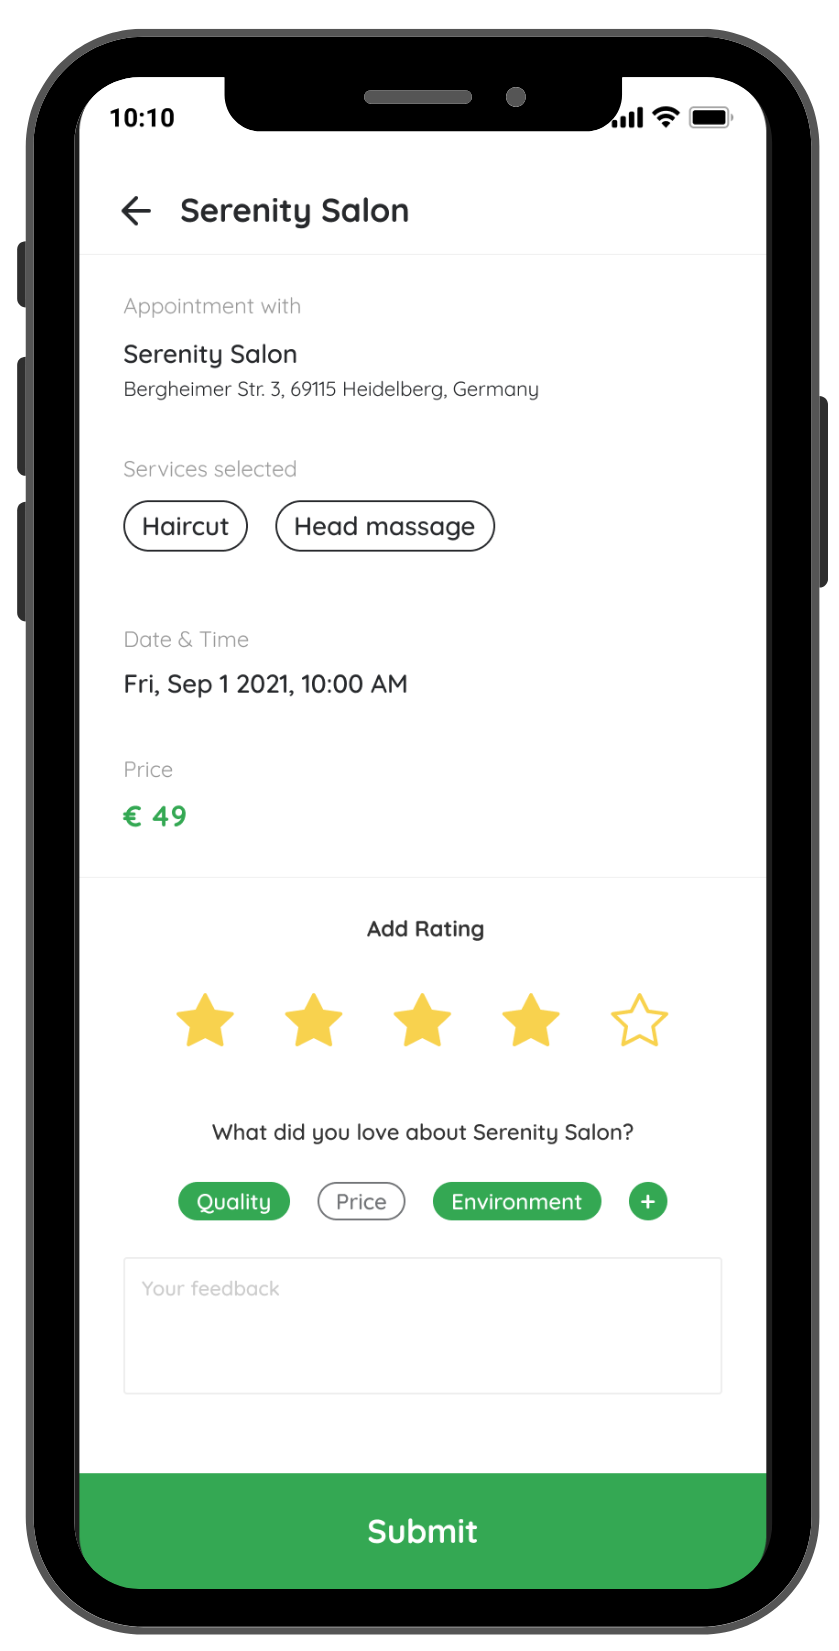 10:10
Serenity Salon
Appointment with
Serenity Salon
Bergheimer Str. 3, 69115 Heidelberg, Germany
Services selected
Haircut Head massage
Date & Time
Fri, Sep 1 2021, 10:00 AM
Price
€ 49
Add Rating
What did you love about Serenity Salon?
Quality Price Environment +
Your feedback
Submit